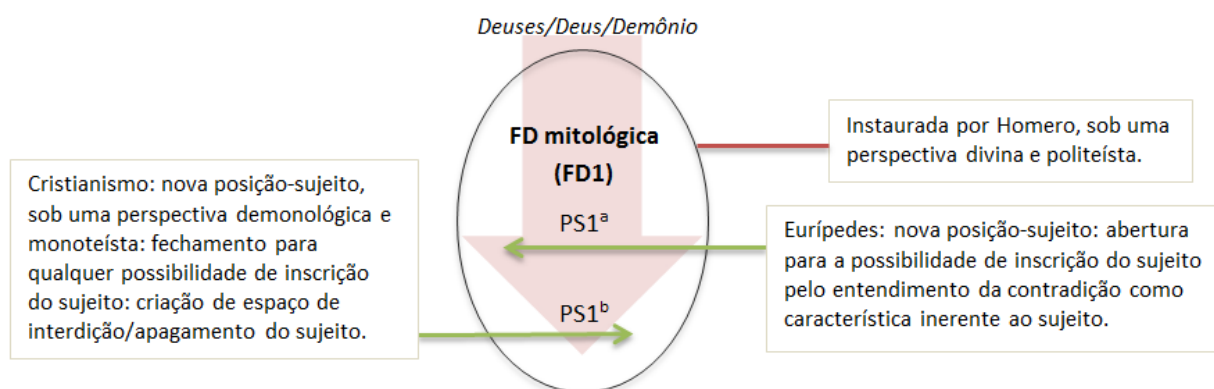 Deuses/Deus/Demônio
FD mitológica
(FD1)
PS1ª
PS1ᵇ
Instaurada por Homero, sob uma
perspectiva divina e politeísta.
Cristianismo: nova posição-sujeito,
sob uma perspectiva demonológica e
monoteísta: fechamento para
qualquer possibilidade de inscrição
do sujeito: criação de espaço de
interdição/apagamento do sujeito.
Eurípedes: nova posição-sujeito: abertura
para a possibilidade de inscrição do sujeito
pelo entendimento da contradição como
característica inerente ao sujeito.